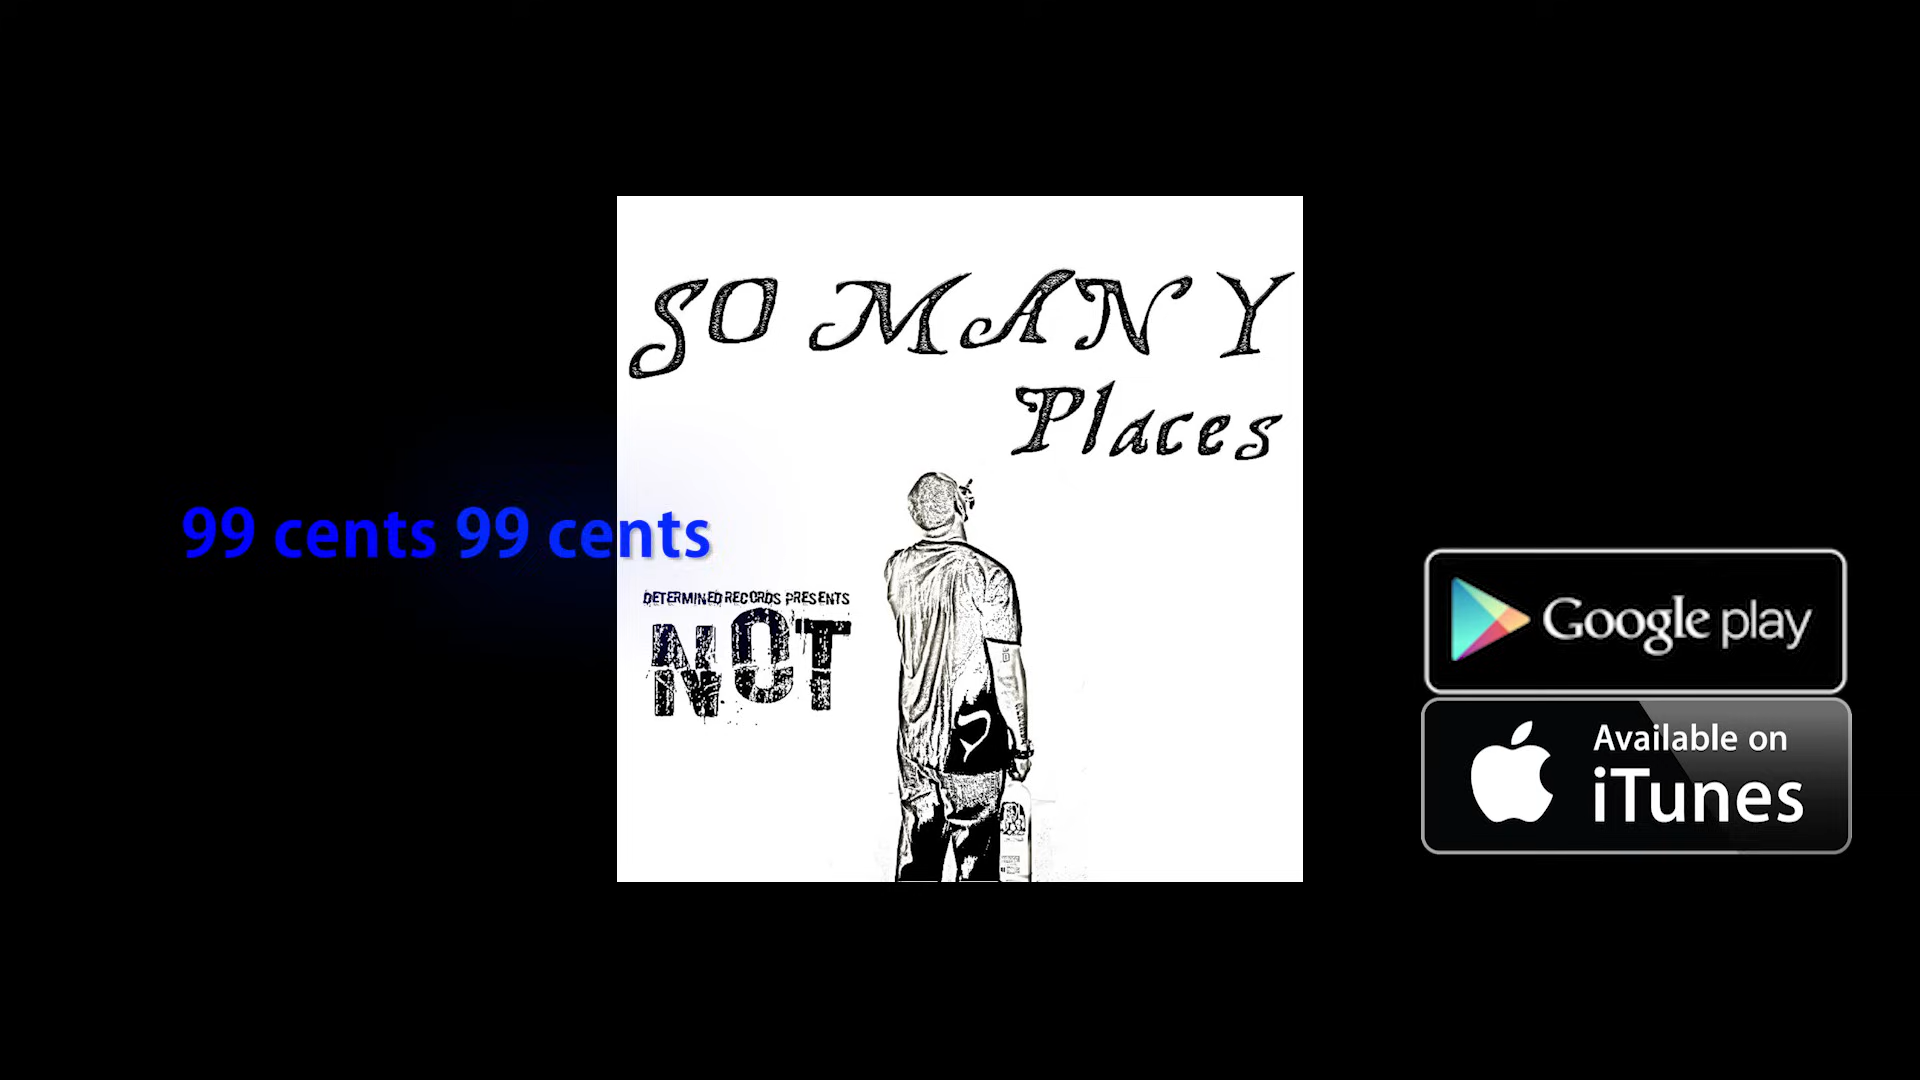 SO MANY
Places
99 cents 99 cents
DETERMINED RECORDS PRESENTS
NOT
Google play
Available on
iTunes